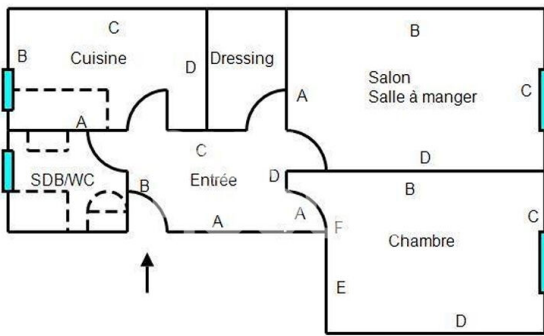 C
B
B
Cuisine
D
Dressing
Salon
Salle à manger
A
C
A
C
D
SDB/WC
B
Entrée
D
B
A
A
F
C
Chambre
E
D